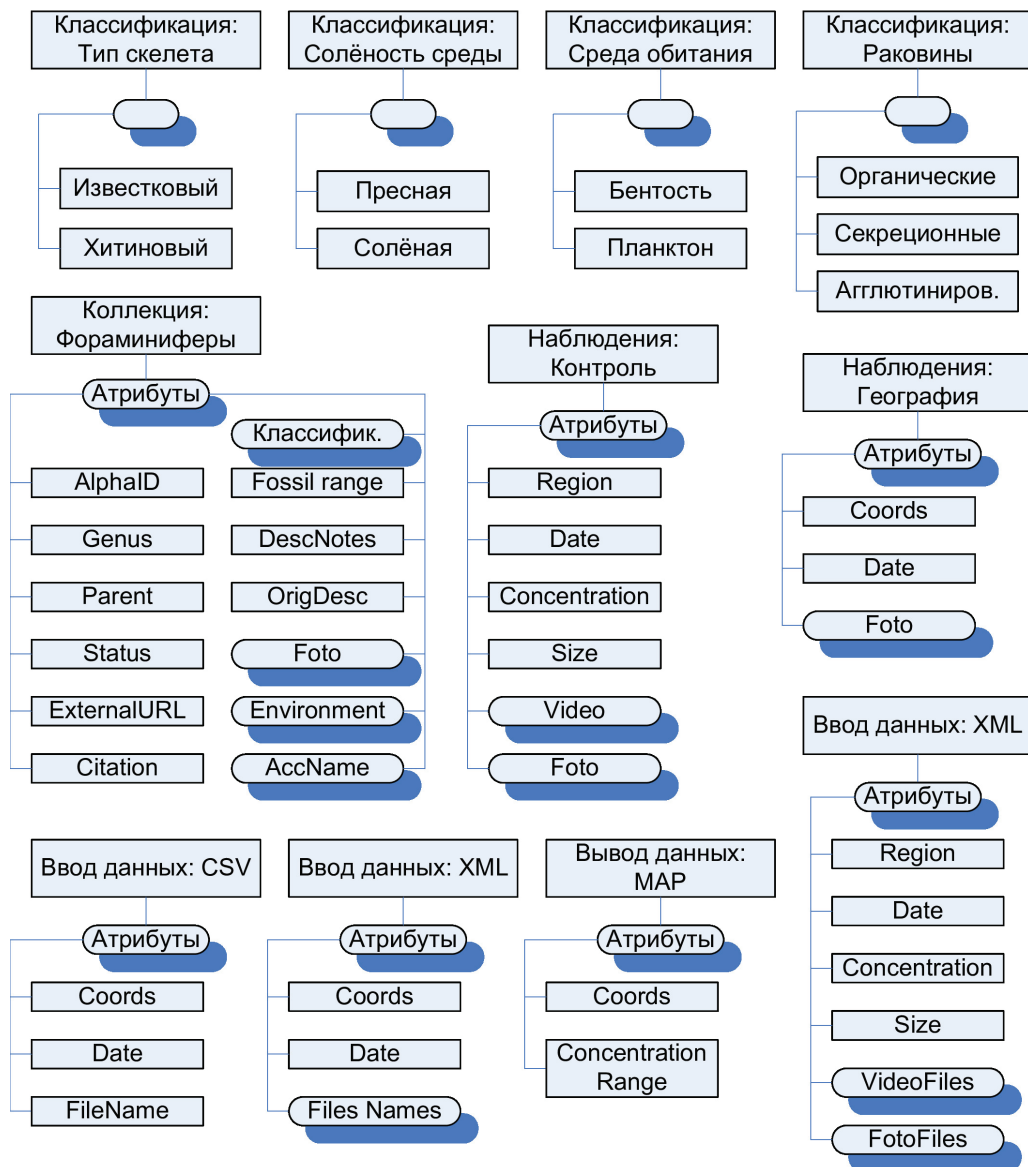 Классификация:
Тип скелета
Известковый
Хитиновый
Классификация:
Солёность среды
Пресная
Солёная
Классификация:
Среда обитания
Бентость
Планктон
Классификация:
Раковины
Органические
Секреционные
Агглютиниров.
Коллекция:
Фораминиферы
Атрибуты
AlphaID
Genus
Parent
Status
ExternalURL
Citation
Классифик.
Fossil range
DescNotes
OrigDesc
Foto
Environment
AccName
Наблюдения:
Контроль
Атрибуты
Region
Date
Concentration
Size
Video
Foto
Наблюдения:
География
Атрибуты
Coords
Date
Foto
Ввод данных: CSV
Атрибуты
Coords
Date
FileName
Ввод данных: XML
Атрибуты
Coords
Date
Files Names
Вывод данных:
MAP
Атрибуты
Coords
Concentration
Range
Ввод данных: XML
Атрибуты
Region
Date
Concentration
Size
VideoFiles
FotoFiles